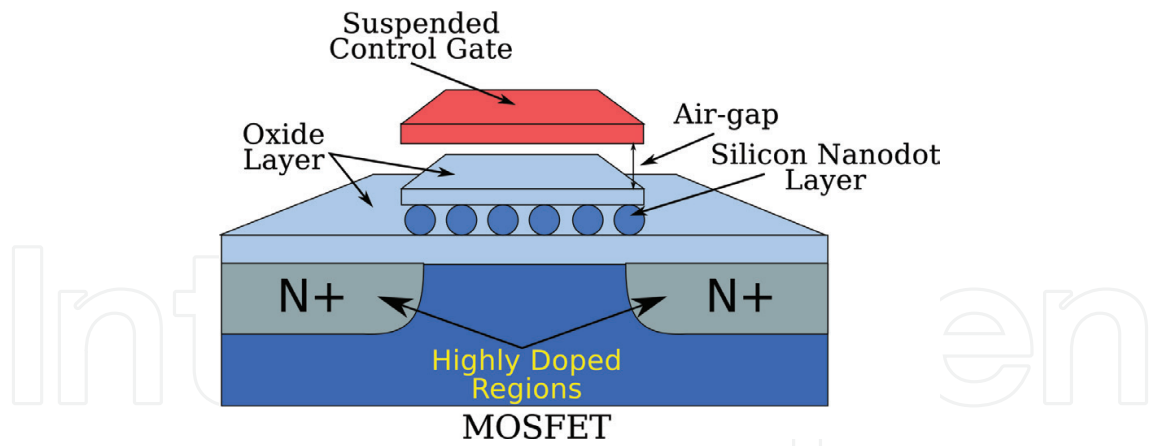 Suspended
Control Gate
Air-gap
Oxide
Layer
Silicon Nanodot
Layer
N+
N+
Highly Doped
Regions
MOSFET